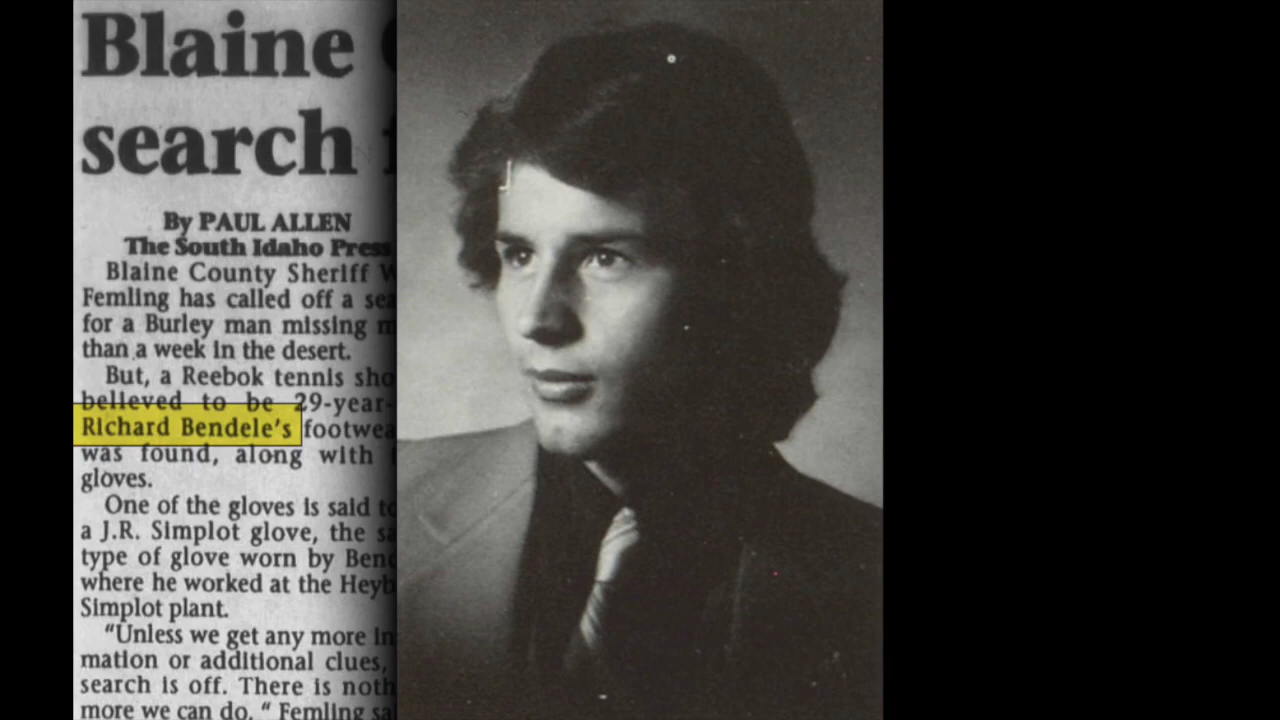 Blaine
search
By PAUL ALLEN
The South Idaho Press
Blaine County Sheriff
Femling has called off a
for a Burley man missing
than a week in the desert.
But, a Reebok tennis
believed to be 29-year-
Richard Bendele's footwea
was found, along with
gloves.
One of the gloves is said
a J.R. Simplot glove, the
type of glove worn by
where he worked at the
Simplot plant.
"Unless we get any more
mation or additional clues,
search is off. There is
more we can do. " Femling